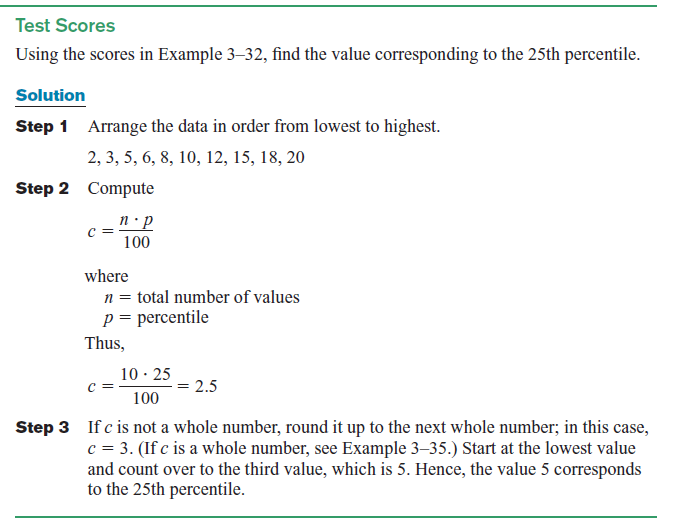 Test Scores
Using the scores in Example 3–32, find the value corresponding to the 25th percentile.
Solution
Step 1 Arrange the data in order from lowest to highest.
2, 3, 5, 6, 8, 10, 12, 15, 18, 20
Step 2 Compute
c = n · p / 100
where
n = total number of values
p = percentile
Thus,
c = 10 · 25 / 100 = 2.5
Step 3 If c is not a whole number, round it up to the next whole number; in this case,
c = 3. (If c is a whole number, see Example 3–35.) Start at the lowest value
and count over to the third value, which is 5. Hence, the value 5 corresponds
to the 25th percentile.